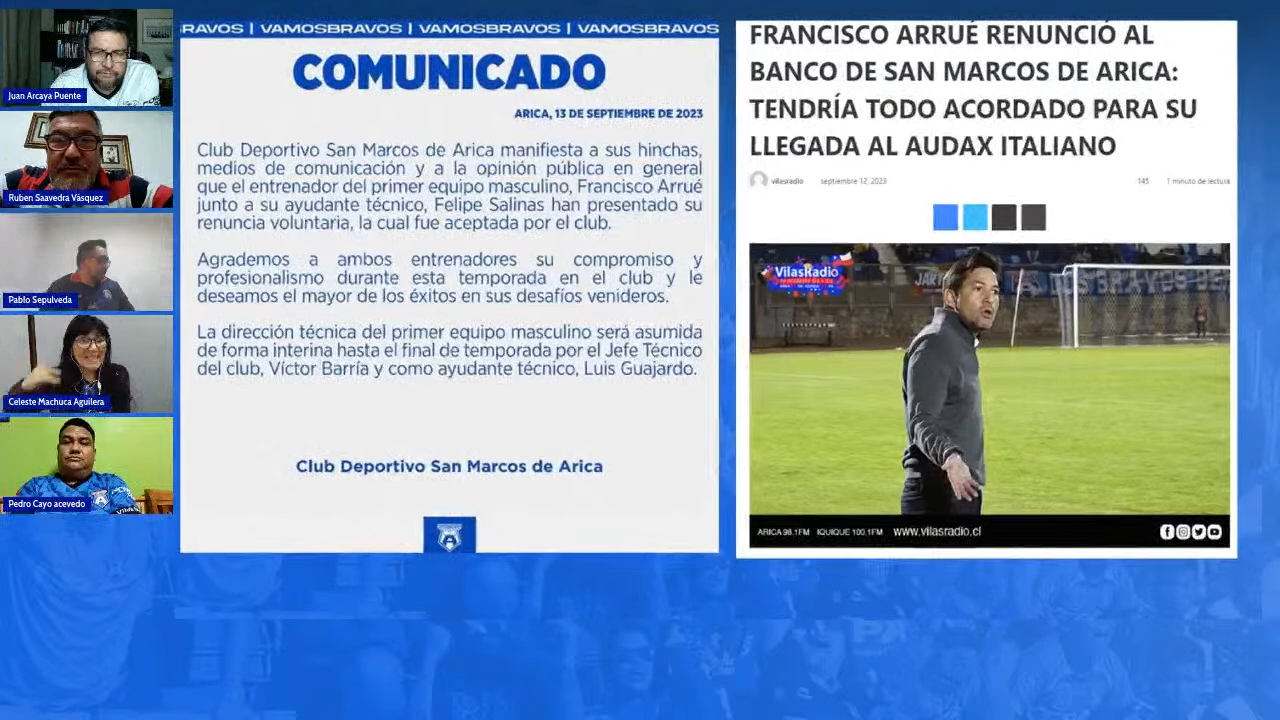 Juan Arcaya Puente
Ruben Saavedra Vásquez
Pablo Sepulveda
Celeste Machuca Aguilera
Pedro Cayo acevedo
RAVOS | VAMOSBRAVOS | VAMOSBRAVOS | VAMOSBRAVOS
COMUNICADO
ARICA, 13 DE SEPTIEMBRE DE 2023
Club Deportivo San Marcos de Arica manifiesta a sus hinchas,
medios de comunicación y a la opinión pública en general
que el entrenador del primer equipo masculino, Francisco Arrué
junto a su ayudante técnico, Felipe Salinas han presentado su
renuncia voluntaria, la cual fue aceptada por el club.
Agrademos a ambos entrenadores su compromiso y
profesionalismo durante esta temporada en el club y le
deseamos el mayor de los éxitos en sus desafíos venideros.
La dirección técnica del primer equipo masculino será asumida
de forma interina hasta el final de temporada por el Jefe Técnico
del club, Víctor Barría y como ayudante técnico, Luis Guajardo.
Club Deportivo San Marcos de Arica
FRANCISCO ARRUÉ RENUNCIÓ AL
BANCO DE SAN MARCOS DE ARICA:
TENDRÍA TODO ACORDADO PARA SU
LLEGADA AL AUDAX ITALIANO
vilasradio septiembre 12, 2023 145 1 minuto de lectura
VilasRadio
ARICA 98.1FM IQUIQUE 100.1FM www.vilasradio.cl